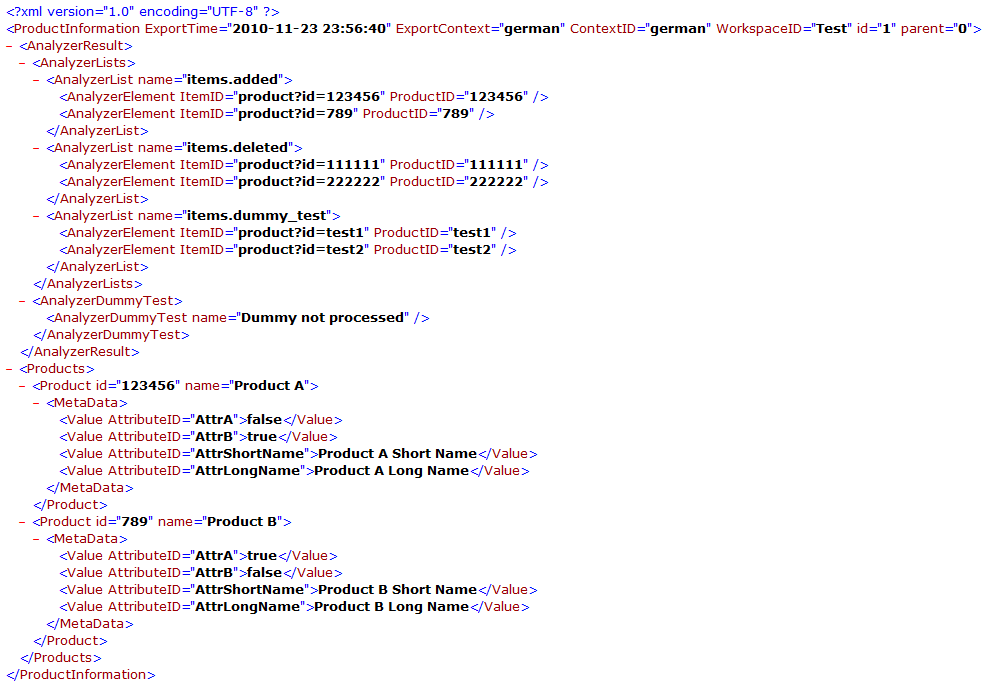 <?xml version="1.0" encoding="UTF-8" ?>
<ProductInformation ExportTime="2010-11-23 23:56:40" ExportContext="german" ContextID="german" WorkspaceID="Test" id="1" parent="0">
- <AnalyzerResult>
- <AnalyzerLists>
- <AnalyzerList name="items.added">
<AnalyzerElement ItemID="product?id=123456" ProductID="123456" />
<AnalyzerElement ItemID="product?id=789" ProductID="789" />
</AnalyzerList>
- <AnalyzerList name="items.deleted">
<AnalyzerElement ItemID="product?id=111111" ProductID="111111" />
<AnalyzerElement ItemID="product?id=222222" ProductID="222222" />
</AnalyzerList>
- <AnalyzerList name="items.dummy_test">
<AnalyzerElement ItemID="product?id=test1" ProductID="test1" />
<AnalyzerElement ItemID="product?id=test2" ProductID="test2" />
</AnalyzerList>
</AnalyzerLists>
- <AnalyzerDummyTest>
<AnalyzerDummyTest name="Dummy not processed" />
</AnalyzerDummyTest>
</AnalyzerResult>
- <Products>
- <Product id="123456" name="Product A">
- <MetaData>
<Value AttributeID="AttrA">false</Value>
<Value AttributeID="AttrB">true</Value>
<Value AttributeID="AttrShortName">Product A Short Name</Value>
<Value AttributeID="AttrLongName">Product A Long Name</Value>
</MetaData>
</Product>
- <Product id="789" name="Product B">
- <MetaData>
<Value AttributeID="AttrA">true</Value>
<Value AttributeID="AttrB">false</Value>
<Value AttributeID="AttrShortName">Product B Short Name</Value>
<Value AttributeID="AttrLongName">Product B Long Name</Value>
</MetaData>
</Product>
</Products>
</ProductInformation>